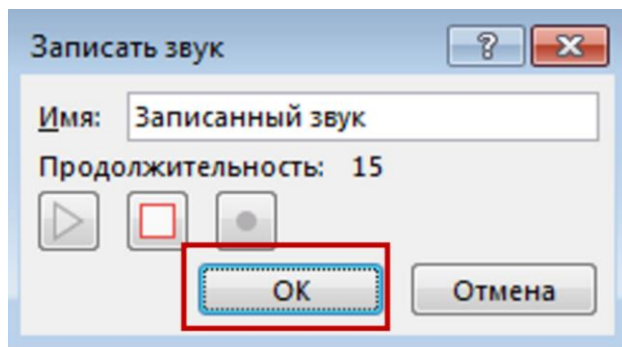 Записать звук
Имя: Записанный звук
Продолжительность: 15
OK Отмена